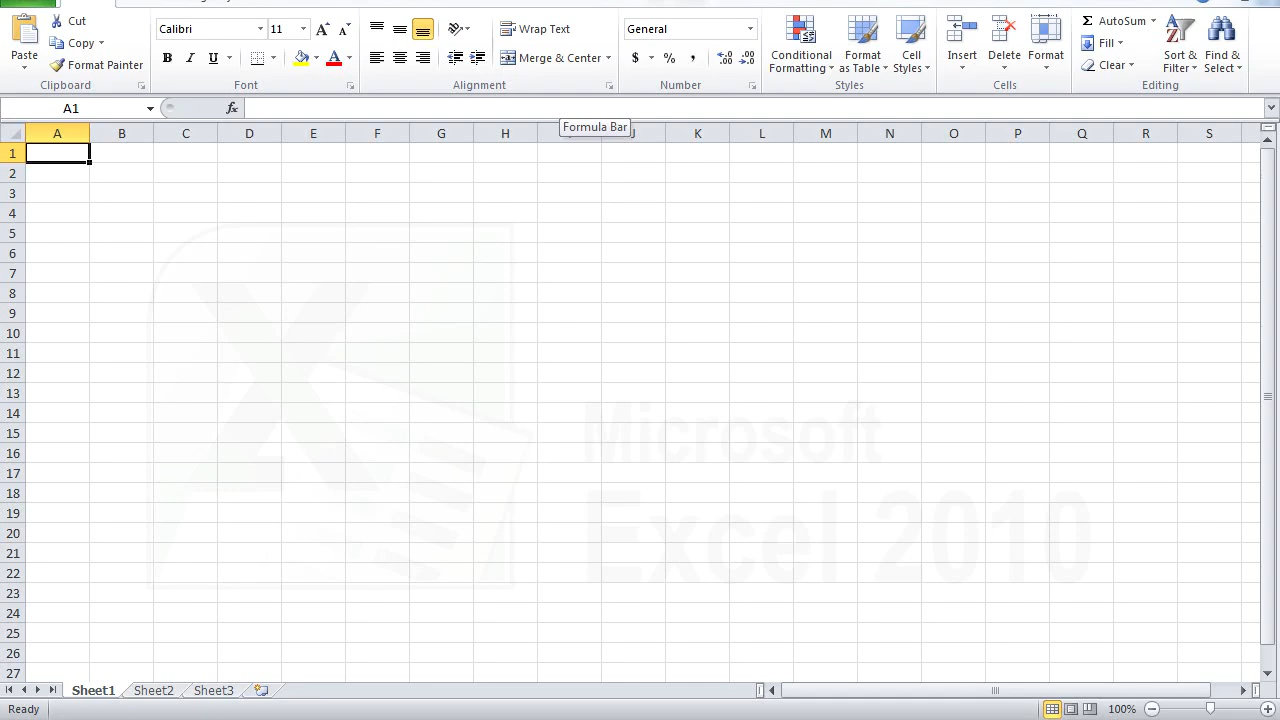 Cut
Copy
Format Painter
Paste
Clipboard
Calibri 11
B I U
Font
Wrap Text
Merge & Center
Alignment
General
$ % ,
Number
Conditional Formatting
Format as Table
Cell Styles
Styles
Insert
Delete
Format
Cells
AutoSum
Fill
Clear
Sort & Filter
Find & Select
Editing
A1 fx
Formula Bar
A B C D E F G H K L M N O P Q R S
1
2
3
4
5
6
7
8
9
10
11
12
13
14
15
16
17
18
19
20
21
22
23
24
25
26
27
Microsoft
Excel 2010
Sheet1 Sheet2 Sheet3
Ready 100%